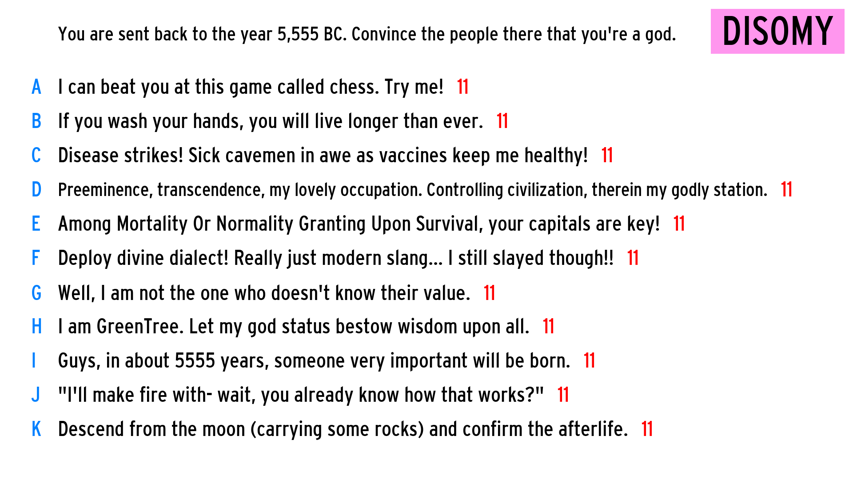 You are sent back to the year 5,555 BC. Convince the people there that you're a god.
DISOMY
A I can beat you at this game called chess. Try me! 11
B If you wash your hands, you will live longer than ever. 11
C Disease strikes! Sick cavemen in awe as vaccines keep me healthy! 11
D Preeminence, transcendence, my lovely occupation. Controlling civilization, therein my godly station. 11
E Among Mortality Or Normality Granting Upon Survival, your capitals are key! 11
F Deploy divine dialect! Really just modern slang... I still slayed though!! 11
G Well, I am not the one who doesn't know their value. 11
H I am GreenTree. Let my god status bestow wisdom upon all. 11
I Guys, in about 5555 years, someone very important will be born. 11
J "I'll make fire with- wait, you already know how that works?" 11
K Descend from the moon (carrying some rocks) and confirm the afterlife. 11